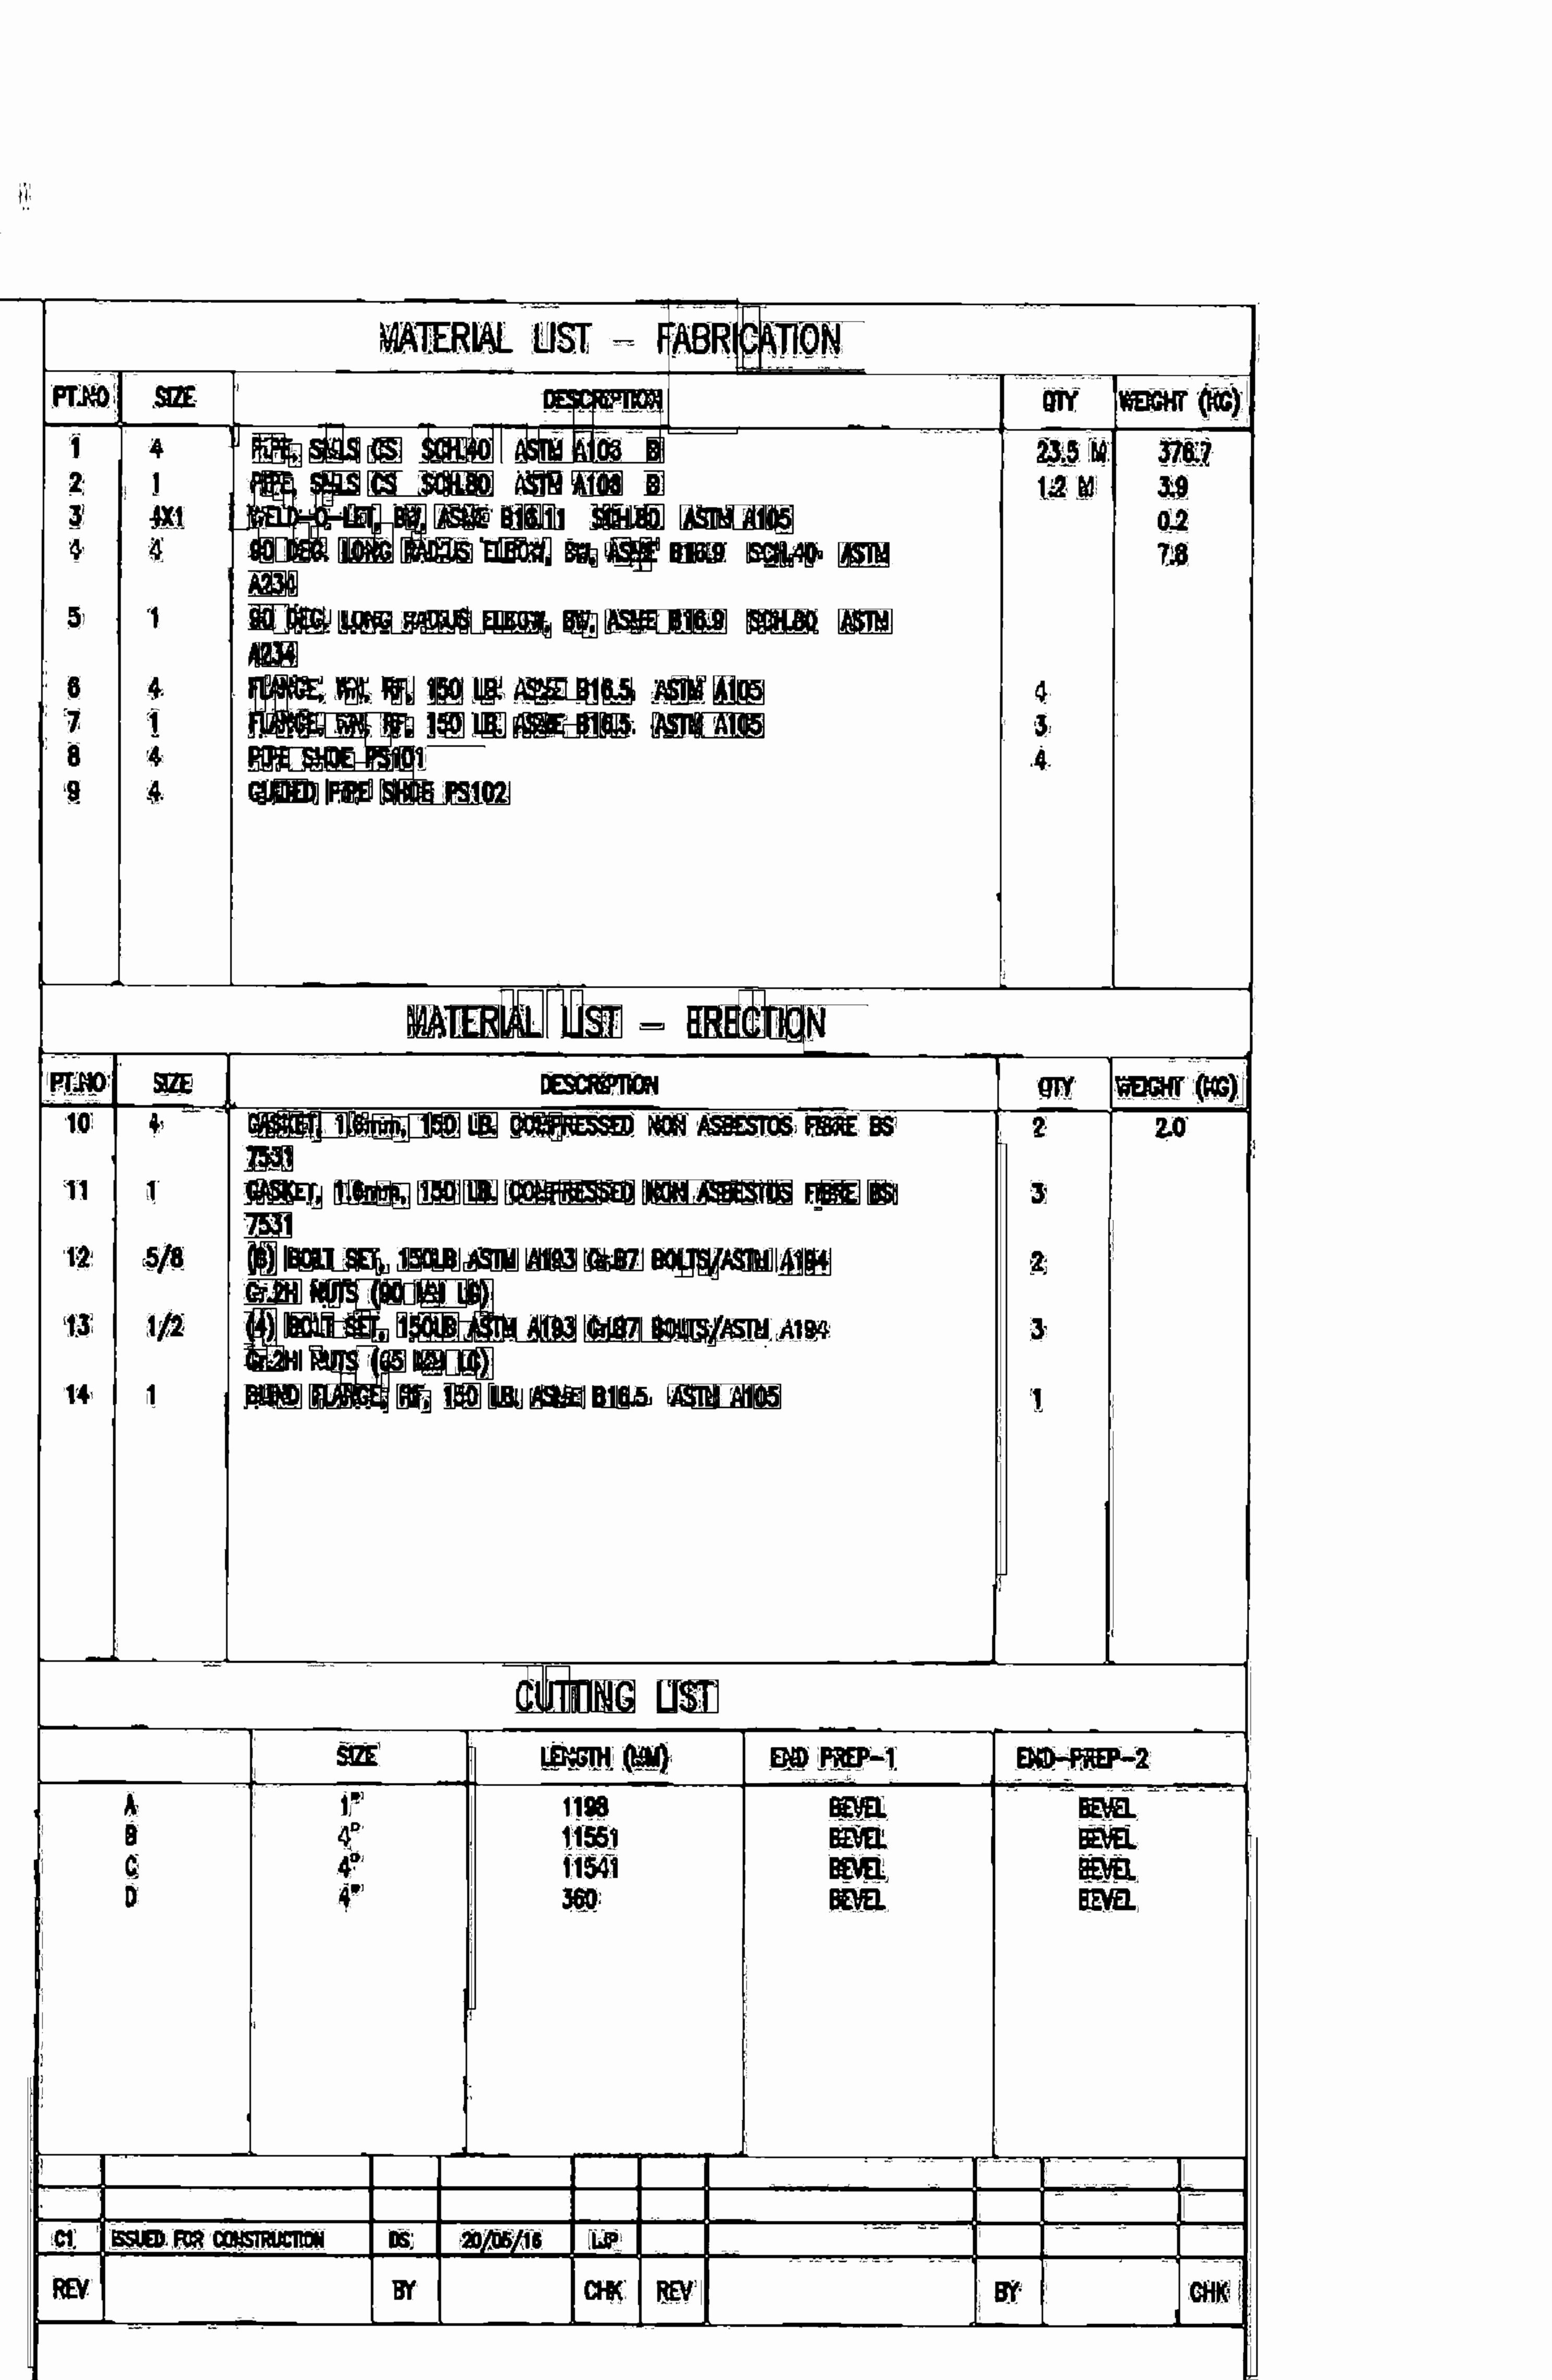 MATERIAL LIST – FABRICATION
PT.NO SIZE DESCRIPTION QTY WEIGHT (KG)
1 4 PIPE, SMLS CS SCH.40 ASTM A106 B 23.5 M 376.7
2 1 PIPE, SMLS CS SCH.80 ASTM A106 B 1.2 M 3.9
3 4X1 WELD-O-LET, BW, ASME B16.11 SCH.80 ASTM A105 0.2
4 4 90 DEG. LONG RADIUS ELBOW, BW, ASME B16.9 SCH.40 ASTM 7.8
A234
5 1 90 DEG. LONG RADIUS ELBOW, BW, ASME B16.9 SCH.80 ASTM
A234
6 4 FLANGE, WN, RF, 150 LB. ASME B16.5 ASTM A105 4
7 1 FLANGE, WN, RF, 150 LB. ASME B16.5 ASTM A105 3
8 4 PIPE SHOE PS101 4
9 4 GUIDED PIPE SHOE PS102
MATERIAL LIST – ERECTION
PT.NO SIZE DESCRIPTION QTY WEIGHT (KG)
10 4 GASKET, 1.6mm, 150 LB. COMPRESSED NON ASBESTOS FIBRE BS 2 2.0
7531
11 1 GASKET, 1.6mm, 150 LB. COMPRESSED NON ASBESTOS FIBRE BS 3
7531
12 5/8 (8) BOLT SET, 150LB ASTM A193 Gr.B7 BOLTS/ASTM A194 2
Gr.2H NUTS (90 MM LG)
13 1/2 (4) BOLT SET, 150LB ASTM A193 Gr.B7 BOLTS/ASTM A194 3
Gr.2H NUTS (65 MM LG)
14 1 BLIND FLANGE, RF, 150 LB. ASME B16.5 ASTM A105 1
CUTTING LIST
SIZE LENGTH (MM) END PREP-1 END-PREP-2
A 1" 1198 BEVEL BEVEL
B 4" 11551 BEVEL BEVEL
C 4" 11541 BEVEL BEVEL
D 4" 360 BEVEL BEVEL
C1 ISSUED FOR CONSTRUCTION DS 20/05/16 LJP
REV BY CHK REV BY CHK